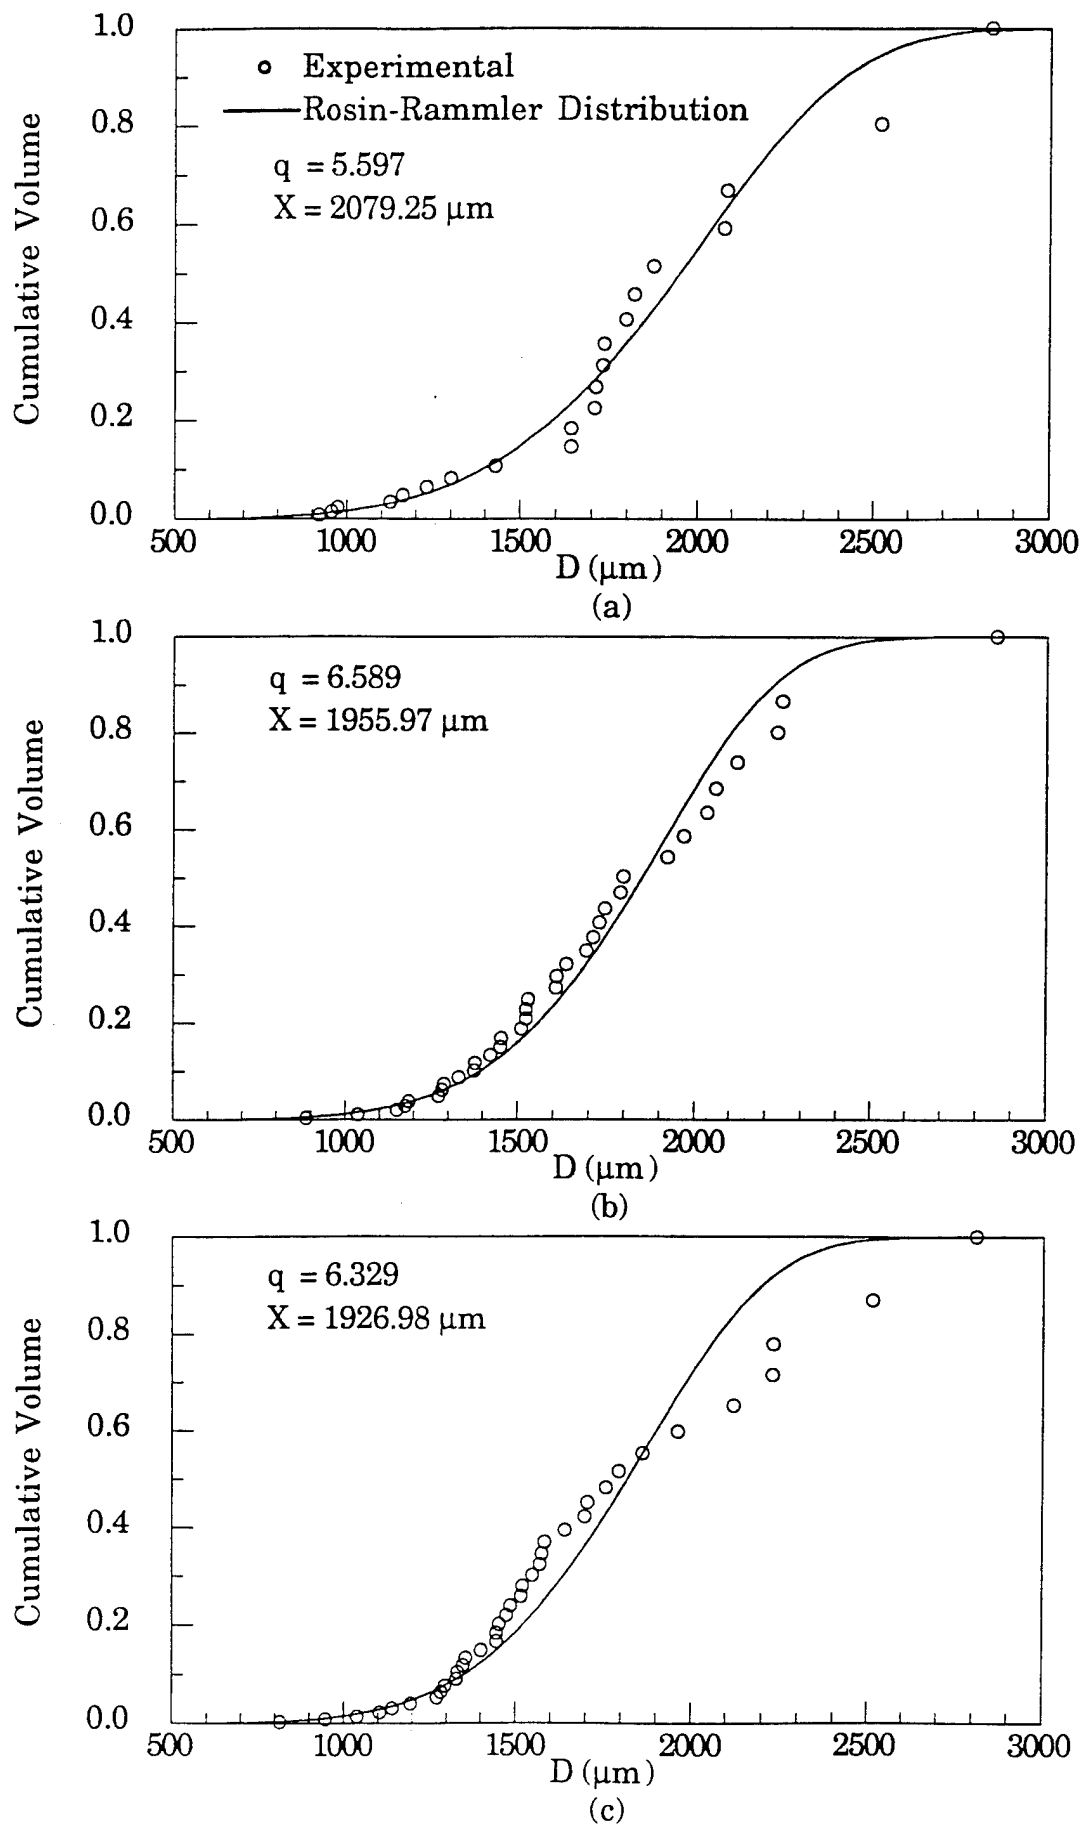 1.0
Experimental
Rosin-Rammler Distribution
0.8
q = 5.597
X = 2079.25 μm
0.6
Cumulative Volume
0.4
0.2
0.0
500 1000 1500 2000 2500 3000
D (μm)
(a)
1.0
q = 6.589
X = 1955.97 μm
0.8
0.6
Cumulative Volume
0.4
0.2
0.0
500 1000 1500 2000 2500 3000
D (μm)
(b)
1.0
q = 6.329
X = 1926.98 μm
0.8
0.6
Cumulative Volume
0.4
0.2
0.0
500 1000 1500 2000 2500 3000
D (μm)
(c)